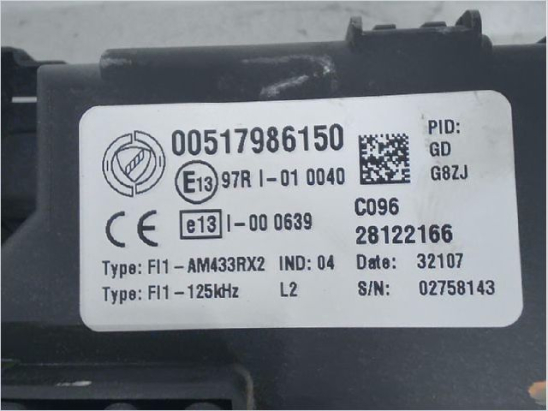 00517986150
PID:
GD
G8ZJ
E13 97R I-01 0040
CE e13 I-00 0639
C096
28122166
Type: FI1-AM433RX2 IND: 04 Date: 32107
Type: FI1-125kHz L2 S/N: 02758143